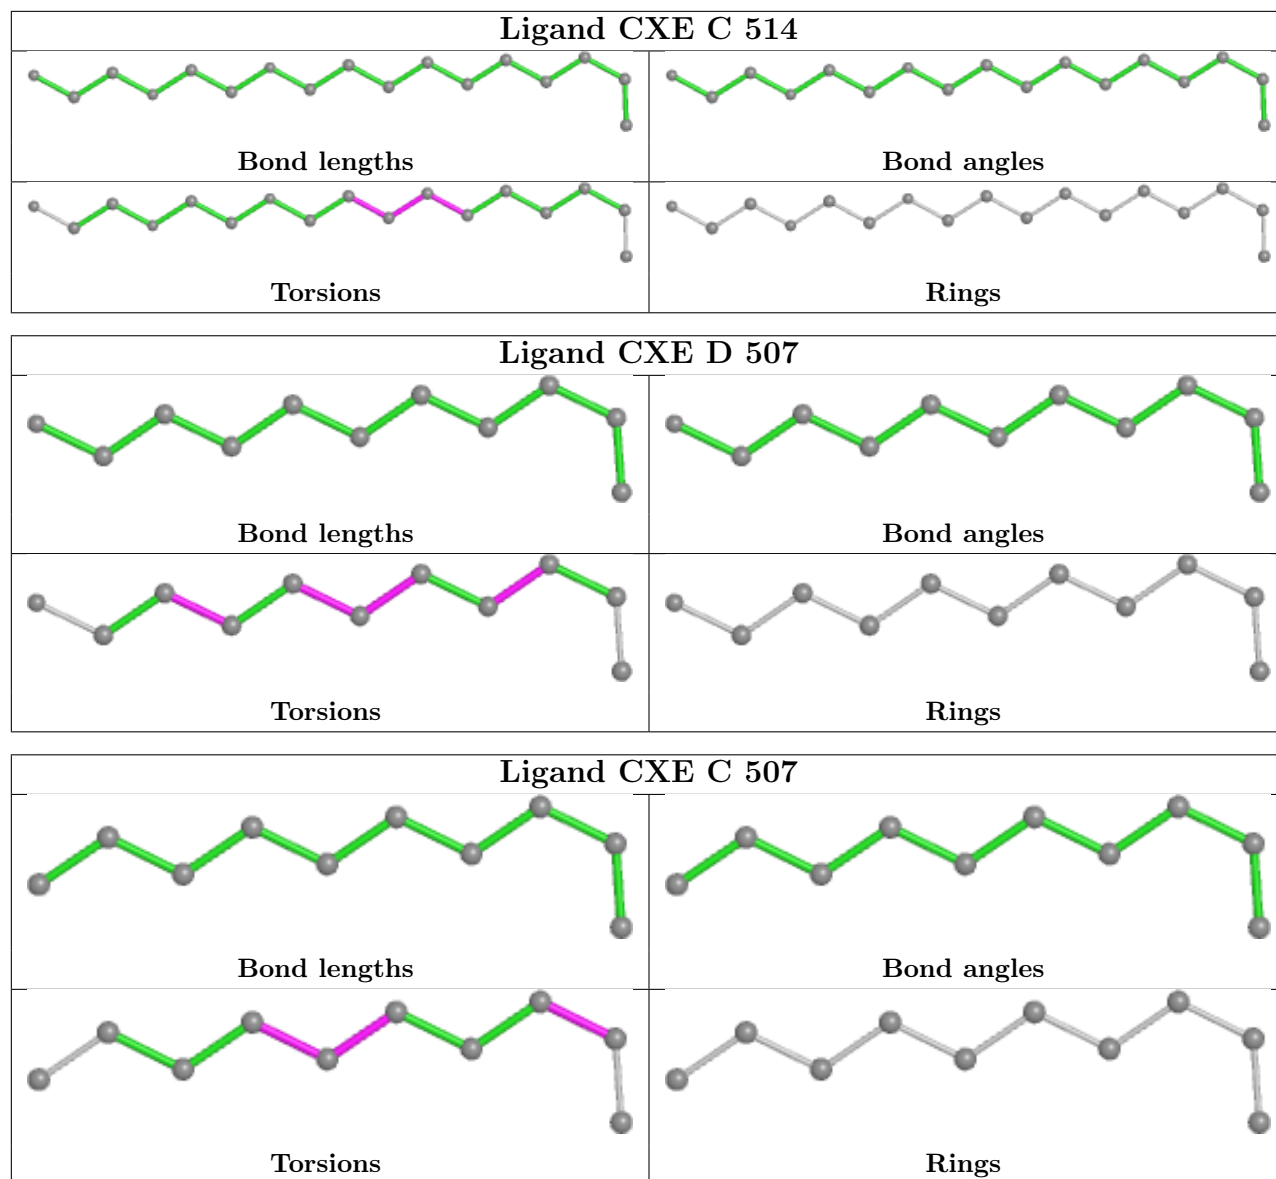 Ligand CXE C 514
Bond lengths
Bond angles
Torsions
Rings
Ligand CXE D 507
Bond lengths
Bond angles
Torsions
Rings
Ligand CXE C 507
Bond lengths
Bond angles
Torsions
Rings